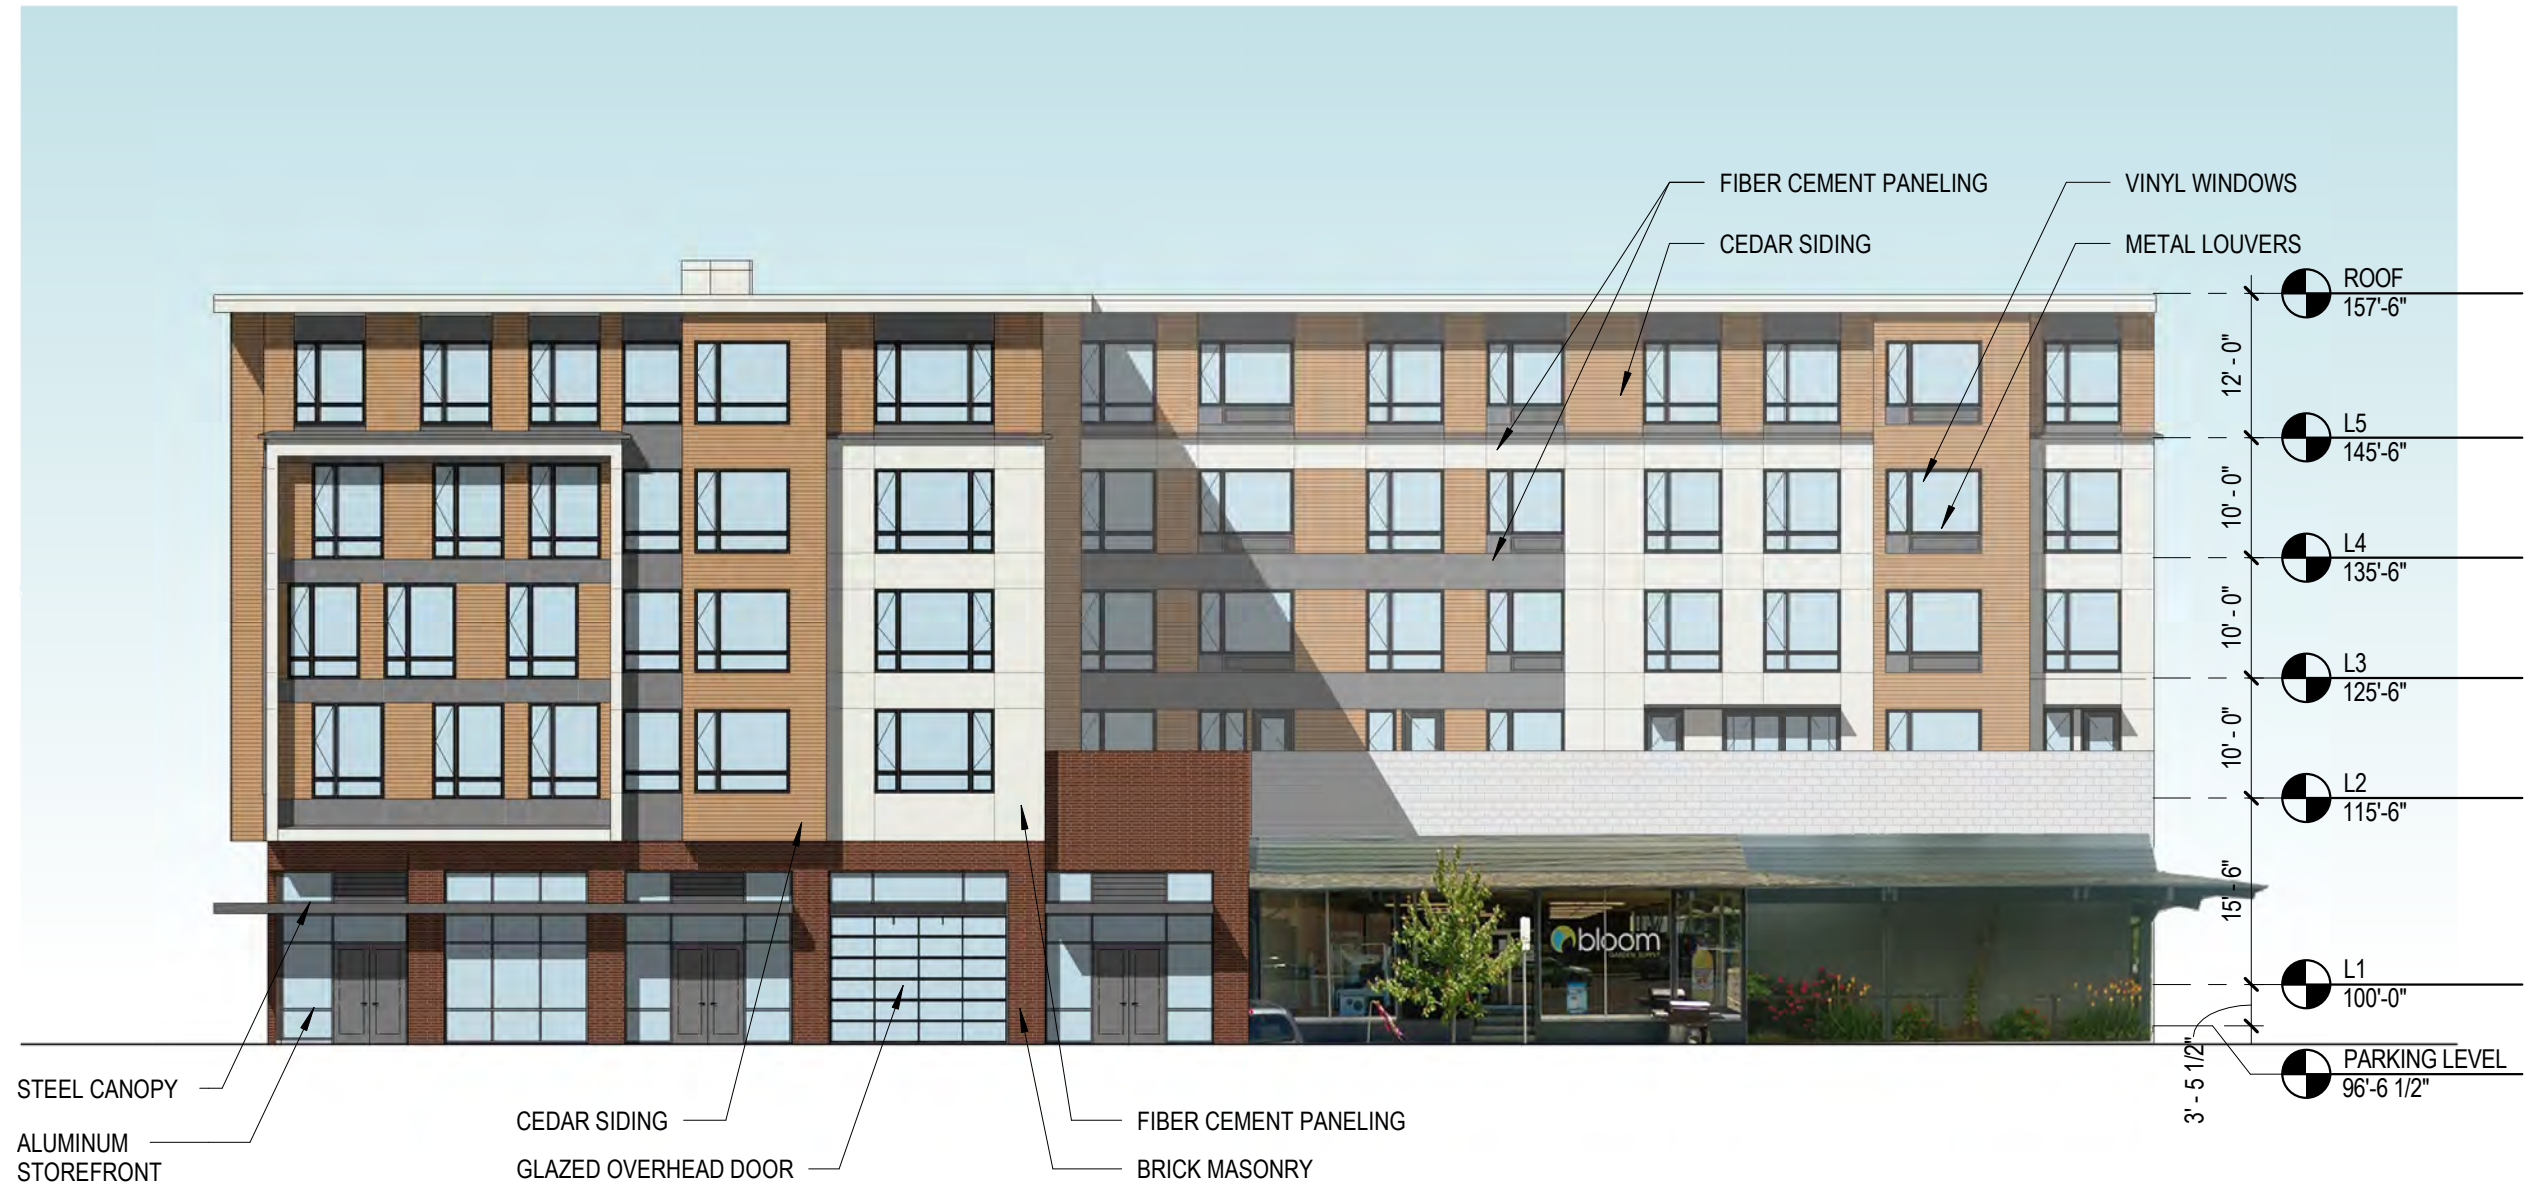 FIBER CEMENT PANELING
VINYL WINDOWS
CEDAR SIDING
METAL LOUVERS
ROOF
157'-6"
12' - 0"
L5
145'-6"
10' - 0"
L4
135'-6"
10' - 0"
L3
125'-6"
10' - 0"
L2
115'-6"
15' - 6"
bloom
GARDEN SUPPLY
L1
100'-0"
3' - 5 1/2"
PARKING LEVEL
96'-6 1/2"
STEEL CANOPY
ALUMINUM
STOREFRONT
CEDAR SIDING
GLAZED OVERHEAD DOOR
FIBER CEMENT PANELING
BRICK MASONRY